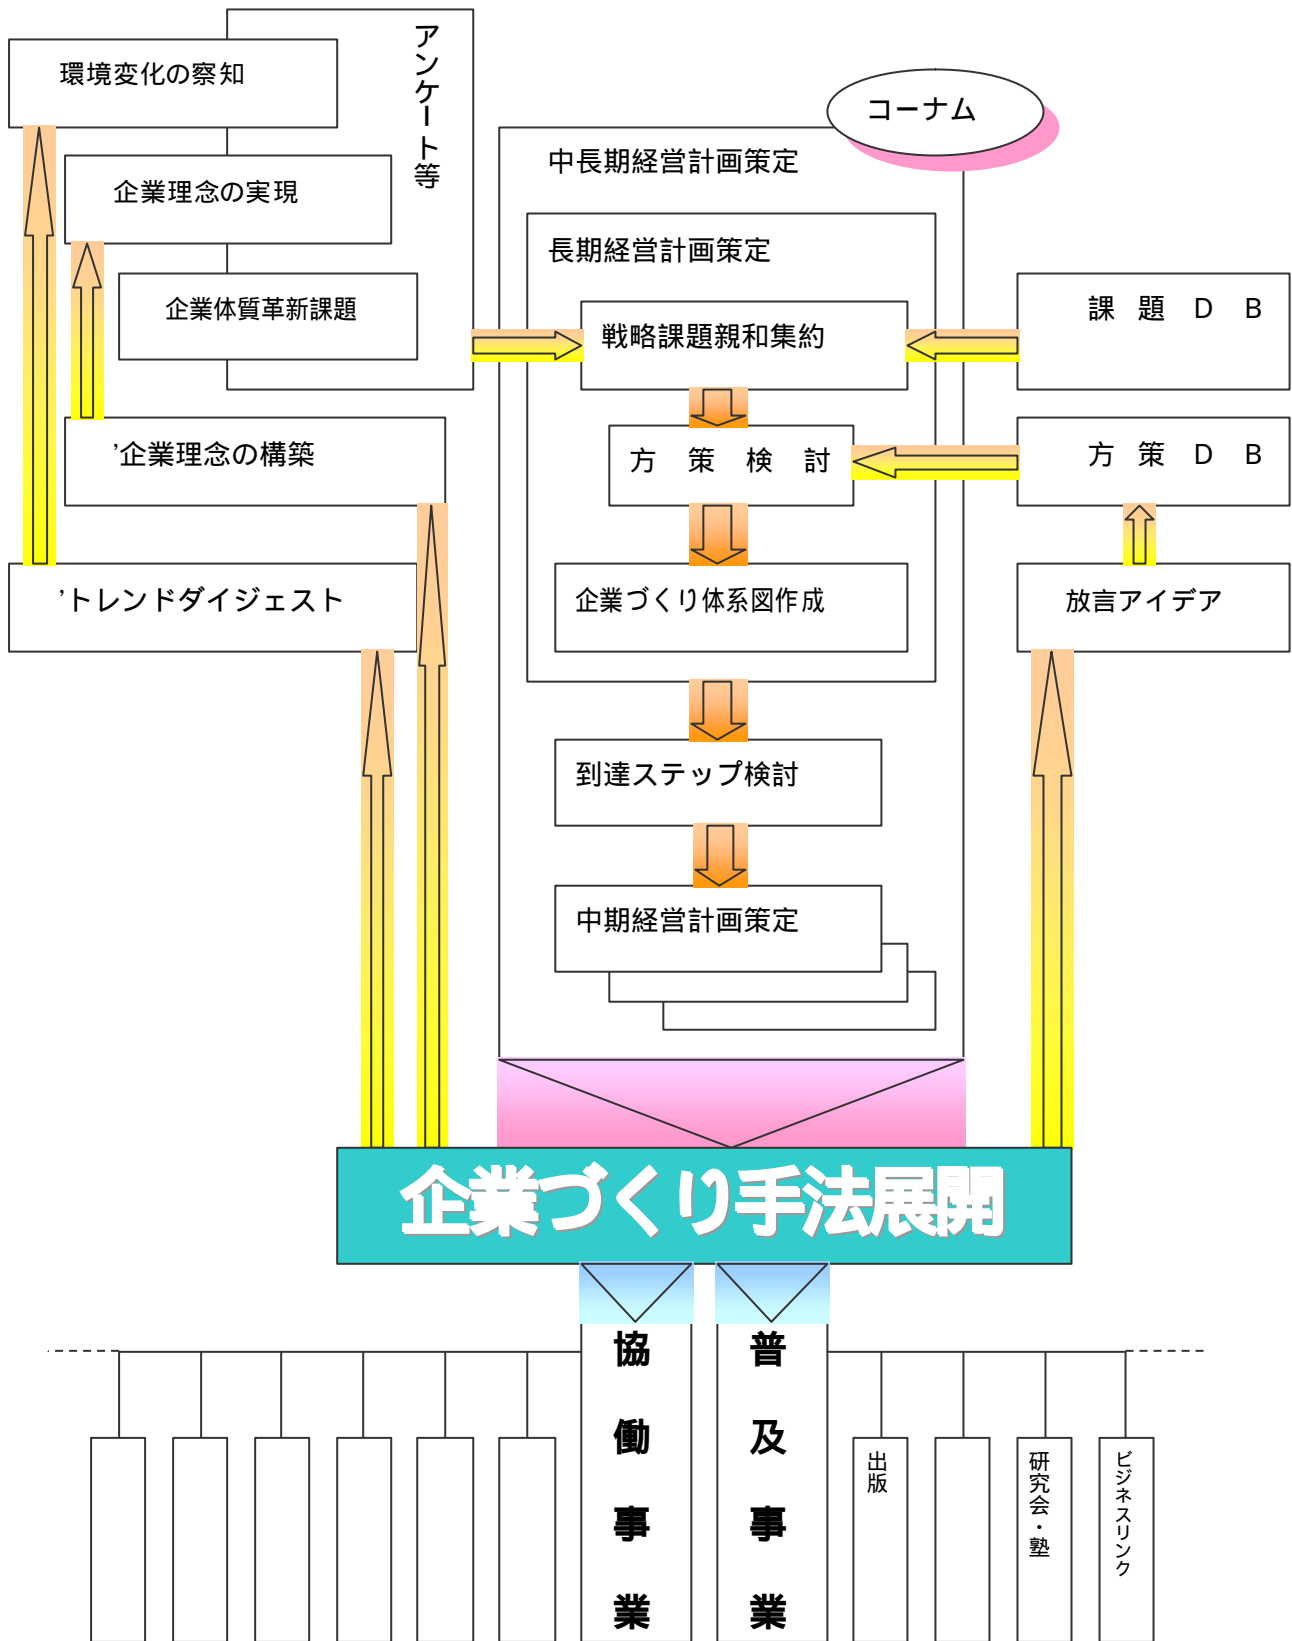 アンケート等
環境変化の察知
企業理念の実現
企業体質革新課題
'企業理念の構築
'トレンドダイジェスト
コーナム
中長期経営計画策定
長期経営計画策定
戦略課題親和集約
方策検討
企業づくり体系図作成
到達ステップ検討
中期経営計画策定
課題DB
方策DB
放言アイデア
企業づくり手法展開
協働事業
普及事業
出版
研究会・塾
ビジネスリンク